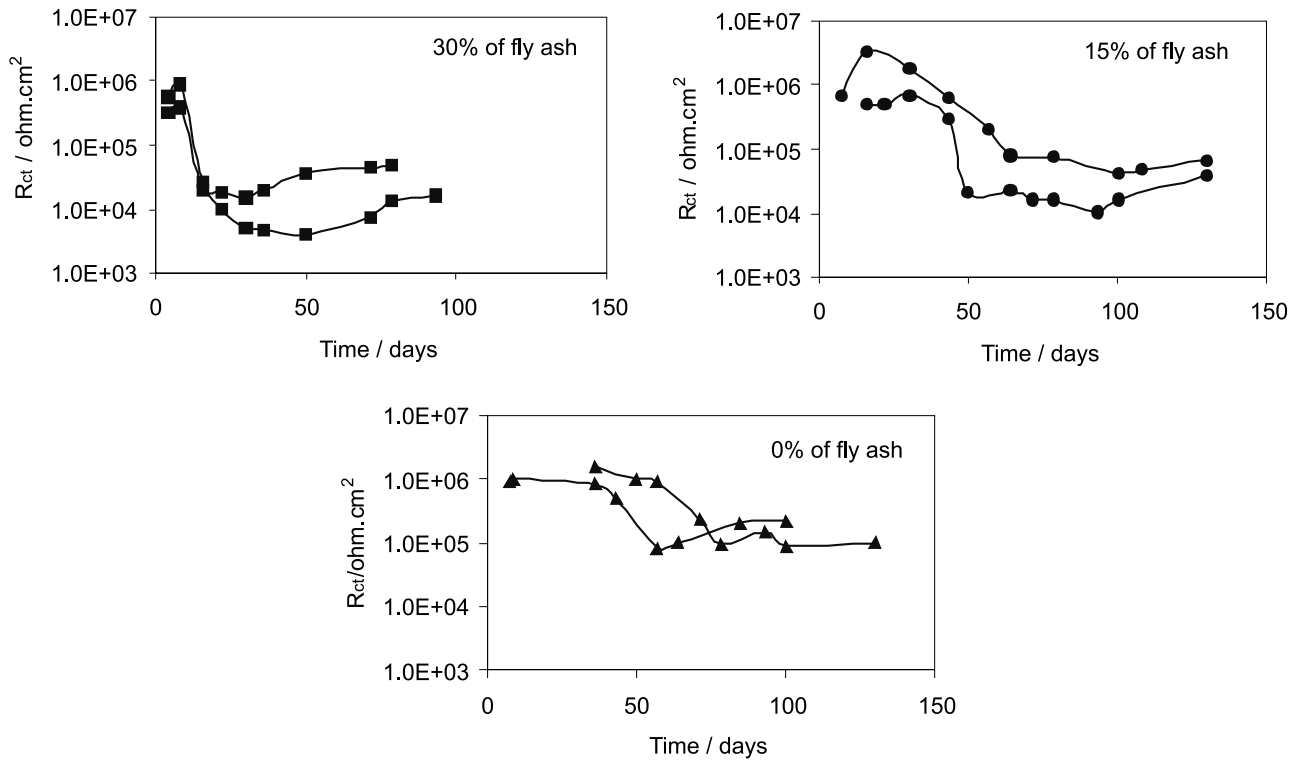 1.0E+07
1.0E+06
1.0E+05
1.0E+04
1.0E+03
Rct / ohm.cm²
30% of fly ash
0 50 100 150
Time / days
1.0E+07
1.0E+06
1.0E+05
1.0E+04
1.0E+03
Rct / ohm.cm²
15% of fly ash
0 50 100 150
Time / days
1.0E+07
1.0E+06
1.0E+05
1.0E+04
1.0E+03
Rct/ohm.cm²
0% of fly ash
0 50 100 150
Time / days